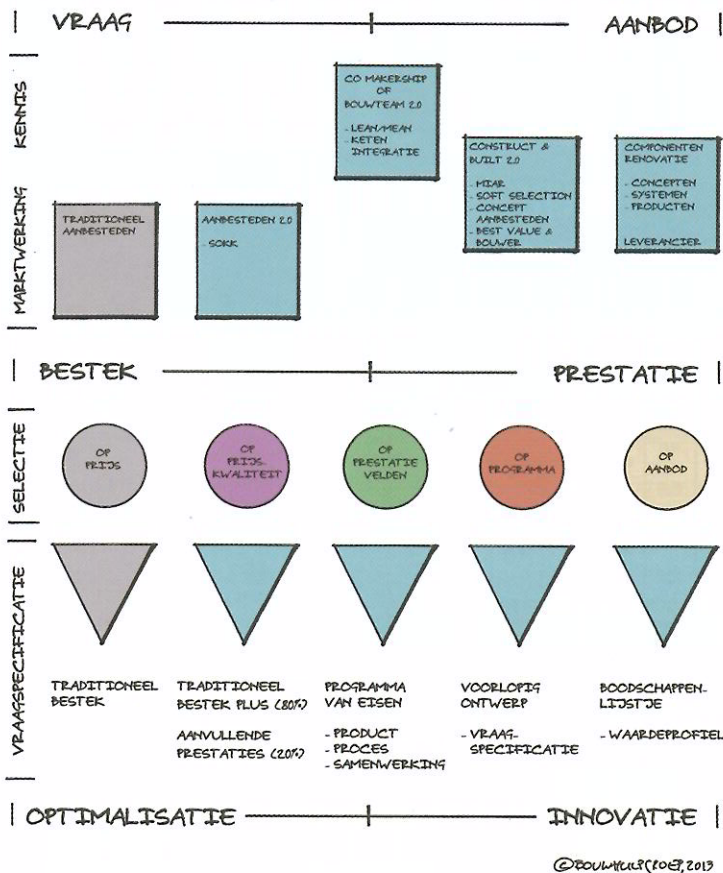 VRAAG
AANBOD
KENNIS
MARKTWERKING
TRADITIONEEL
AANBESTEDEN
AANBESTEDEN 2.0
- SOKK
CO MAKERSHIP
OF
BOUWTEAM 2.0
- LEAN/MEAN
- KETEN
INTEGRATIE
CONSTRUCT &
BUILT 2.0
- MIAR
- SOFT SELECTION
- CONCEPT
AANBESTEDEN
- BEST VALUE &
BOUWER
COMPONENTEN
RENOVATIE
- CONCEPTEN
- SYSTEMEN
- PRODUCTEN
LEVERANCIER
BESTEK
PRESTATIE
SELECTIE
OP
PRIJS
OP
PRIJS
KWALITEIT
OP
PRESTATIE
VELDEN
OP
PROGRAMMA
OP
AANBOD
VRAAGSPECIFICATIE
TRADITIONEEL
BESTEK
TRADITIONEEL
BESTEK PLUS (80%)
AANVULLENDE
PRESTATIES (20%)
PROGRAMMA
VAN EISEN
- PRODUCT
- PROCES
- SAMENWERKING
VOORLOPIG
ONTWERP
- VRAAG-
SPECIFICATIE
BOODSCHAPPEN-
LIJSTJE
- WAARDEPROFIEL
OPTIMALISATIE
INNOVATIE
© BOUWHULPGROEP, 2013